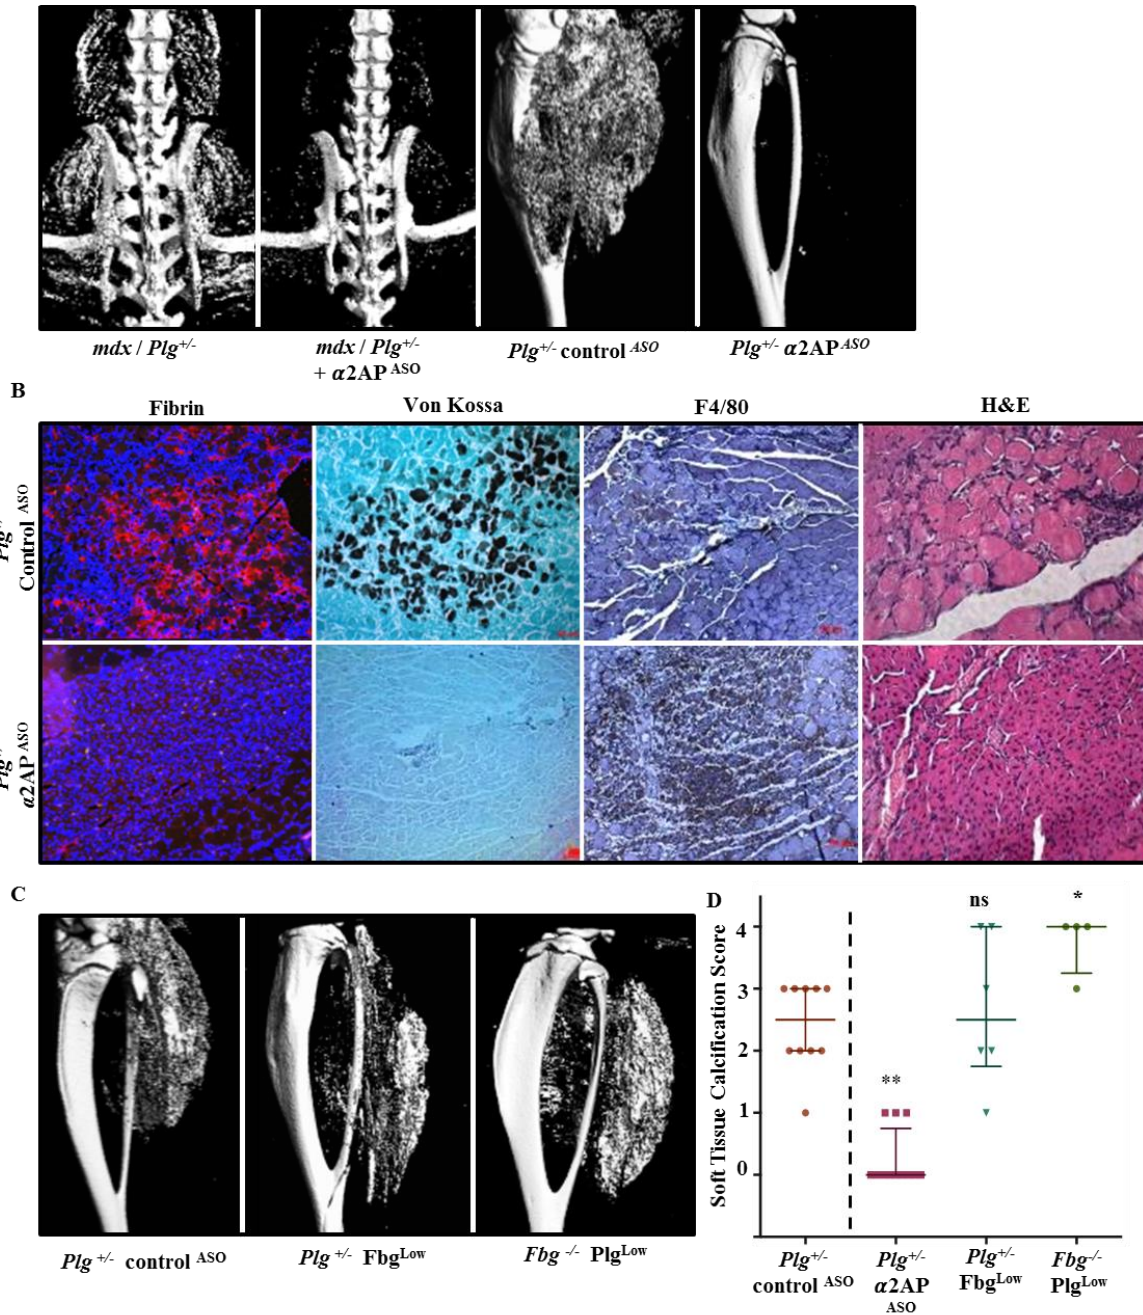 mdx / Plg+/-
mdx / Plg+/-
+ α2AP ASO
Plg+/- control ASO
Plg+/- α2AP ASO
B
Fibrin
Von Kossa
F4/80
H&E
Control ASO
α2AP ASO
C
Plg +/- control ASO
Plg +/- FbgLow
Fbg -/- PlgLow
D
Soft Tissue Calcification Score
4
3
2
1
0
**
ns
*
Plg+/-
control ASO
Plg+/-
α2AP
ASO
Plg+/-
FbgLow
Fbg-/-
PlgLow